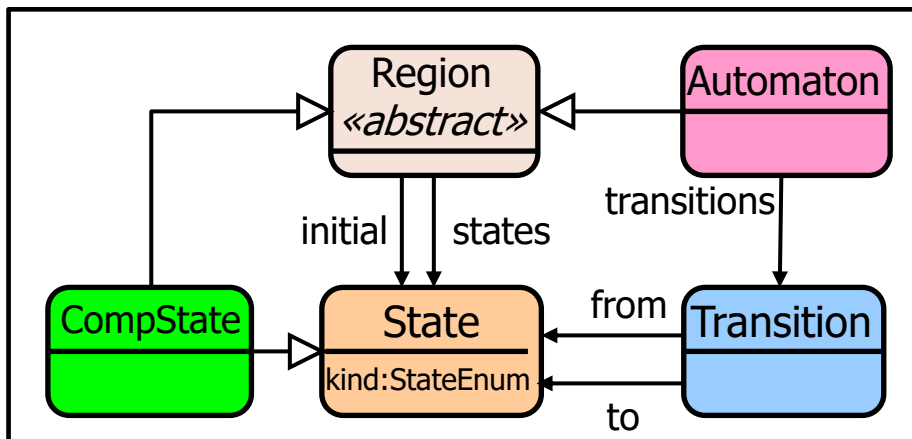 Region
«abstract»
Automaton
initial
states
transitions
CompState
State
kind:StateEnum
from
to
Transition